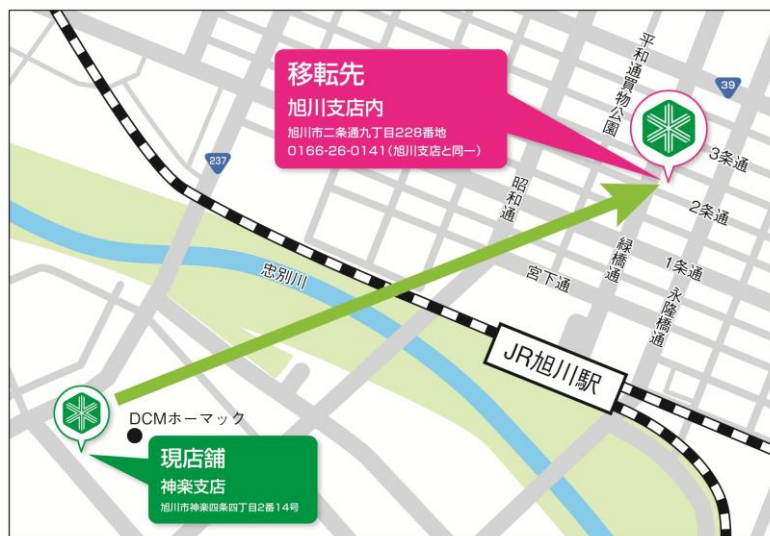 移転先
旭川支店内
旭川市二条通九丁目228番地
0166-26-0141(旭川支店と同一)
平和通買物公園
39
237
3条通
2条通
1条通
昭和通
緑橋通
永隆橋通
宮下通
忠別川
JR旭川駅
DCMホーマック
現店舗
神楽支店
旭川市神楽四条四丁目2番14号